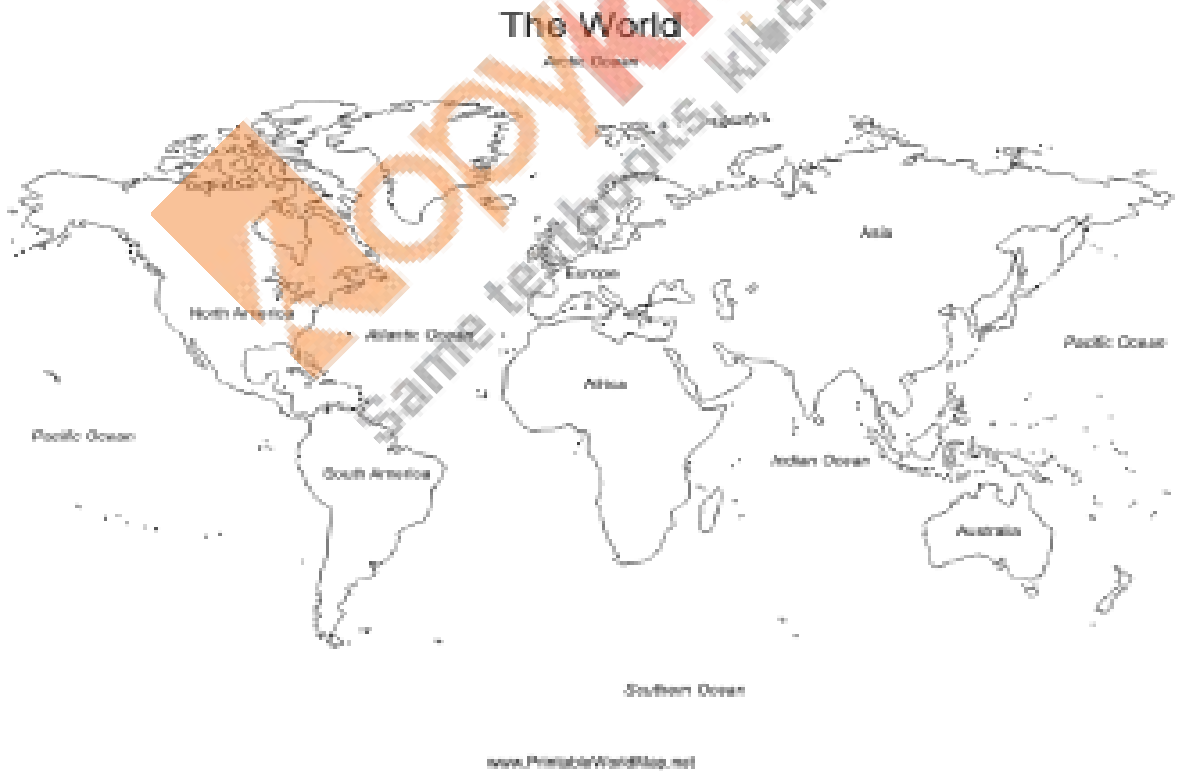 The World
Arctic Ocean
Asia
Europe
North America
Atlantic Ocean
Pacific Ocean
Africa
Pacific Ocean
Indian Ocean
South America
Australia
Southern Ocean
www.PrintableWorldMap.net
same textbooks,